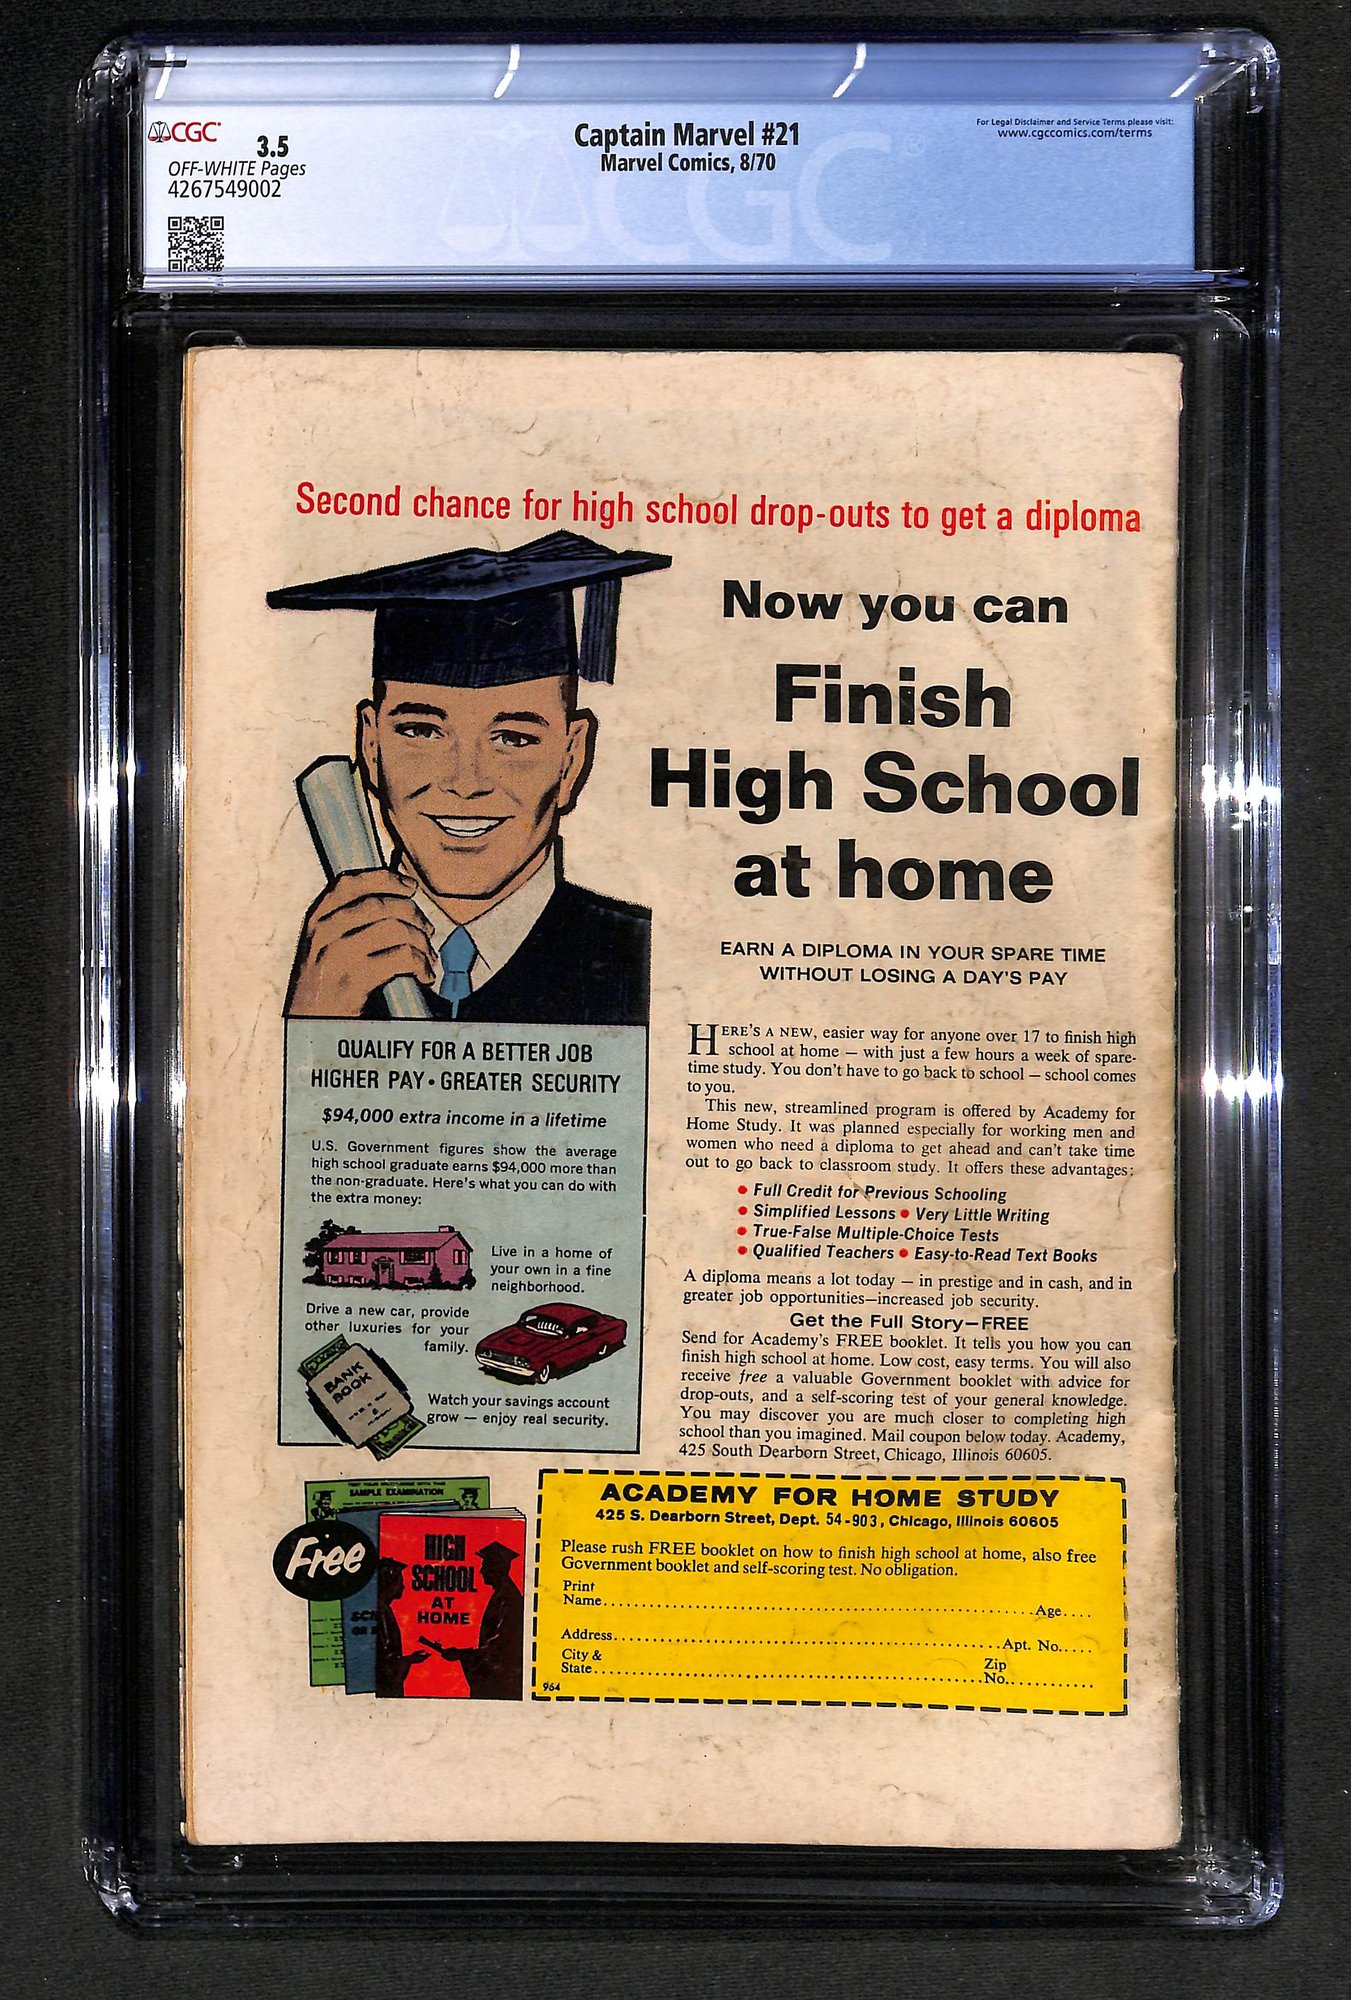 CGC
3.5
OFF-WHITE Pages
4267549002
Captain Marvel #21
Marvel Comics, 8/70
For Legal Disclaimer and Service Terms please visit:
www.cgccomics.com/terms
CGC
Second chance for high school drop-outs to get a diploma
Now you can
Finish
High School
at home
EARN A DIPLOMA IN YOUR SPARE TIME
WITHOUT LOSING A DAY'S PAY
HERE'S A NEW, easier way for anyone over 17 to finish high
school at home — with just a few hours a week of spare-
time study. You don't have to go back to school — school comes
to you.
This new, streamlined program is offered by Academy for
Home Study. It was planned especially for working men and
women who need a diploma to get ahead and can't take time
out to go back to classroom study. It offers these advantages:
• Full Credit for Previous Schooling
• Simplified Lessons • Very Little Writing
• True-False Multiple-Choice Tests
• Qualified Teachers • Easy-to-Read Text Books
A diploma means a lot today — in prestige and in cash, and in
greater job opportunities—increased job security.
Get the Full Story—FREE
Send for Academy's FREE booklet. It tells you how you can
finish high school at home. Low cost, easy terms. You will also
receive free a valuable Government booklet with advice for
drop-outs, and a self-scoring test of your general knowledge.
You may discover you are much closer to completing high
school than you imagined. Mail coupon below today. Academy,
425 South Dearborn Street, Chicago, Illinois 60605.
QUALIFY FOR A BETTER JOB
HIGHER PAY • GREATER SECURITY
$94,000 extra income in a lifetime
U.S. Government figures show the average
high school graduate earns $94,000 more than
the non-graduate. Here's what you can do with
the extra money:
Live in a home of
your own in a fine
neighborhood.
Drive a new car, provide
other luxuries for your
family.
BANK
BOOK
Watch your savings account
grow — enjoy real security.
SAMPLE EXAMINATION
Free
HIGH
SCHOOL
AT
HOME
ACADEMY FOR HOME STUDY
425 S. Dearborn Street, Dept. 54-903, Chicago, Illinois 60605
Please rush FREE booklet on how to finish high school at home, also free
Government booklet and self-scoring test. No obligation.
Print
Name..........Age....
Address..........Apt. No.....
City & Zip
State..........No...........
964